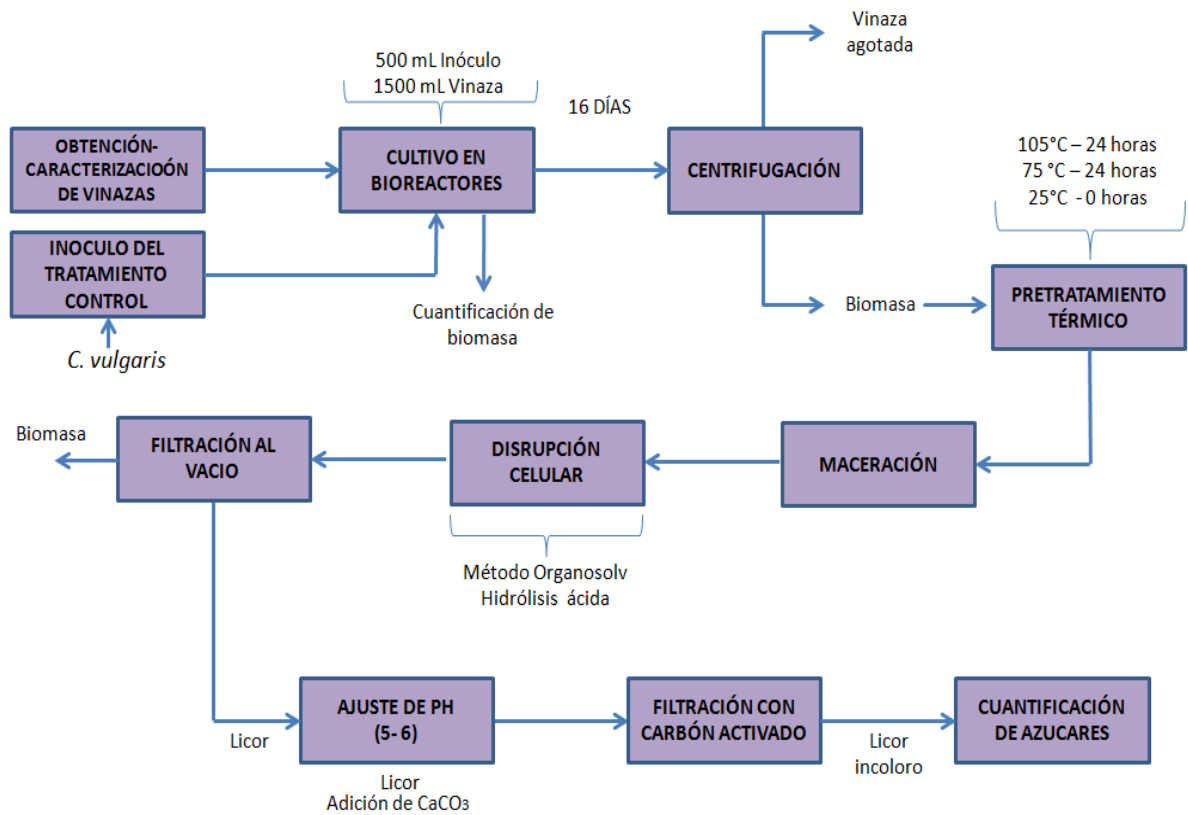 Vinaza
agotada
500 mL Inóculo
1500 mL Vinaza
16 DÍAS
OBTENCIÓN-
CARACTERIZACIOÓN
DE VINAZAS
CULTIVO EN
BIOREACTORES
CENTRIFUGACIÓN
105°C – 24 horas
75 °C – 24 horas
25°C - 0 horas
INOCULO DEL
TRATAMIENTO
CONTROL
C. vulgaris
Cuantificación de
biomasa
Biomasa
PRETRATAMIENTO
TÉRMICO
Biomasa
FILTRACIÓN AL
VACIO
DISRUPCIÓN
CELULAR
MACERACIÓN
Método Organosolv
Hidrólisis ácida
Licor
AJUSTE DE PH
(5- 6)
Licor
Adición de CaCO₃
FILTRACIÓN CON
CARBÓN ACTIVADO
Licor
incoloro
CUANTIFICACIÓN
DE AZUCARES